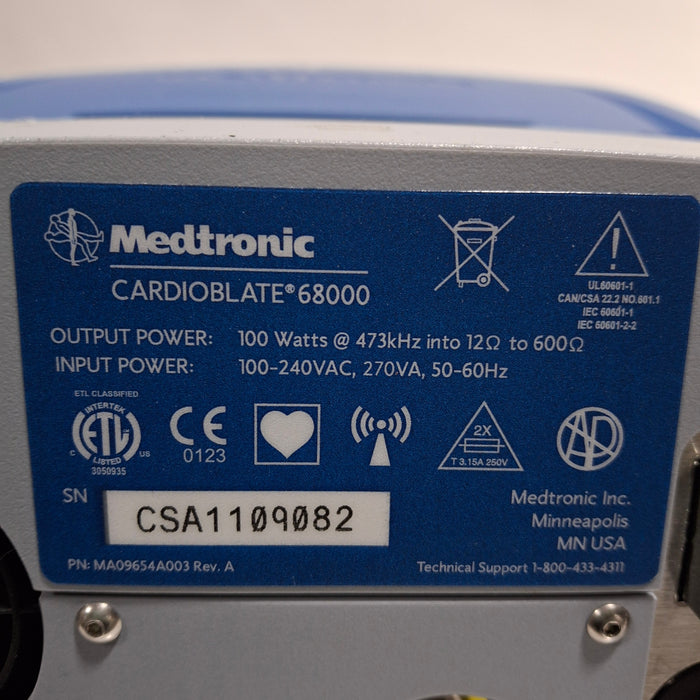 Medtronic
CARDIOBLATE® 68000
UL60601-1
CAN/CSA 22.2 NO.601.1
IEC 60601-1
IEC 60601-2-2
OUTPUT POWER: 100 Watts @ 473kHz into 12Ω to 600Ω
INPUT POWER: 100-240VAC, 270VA, 50-60Hz
ETL CLASSIFIED
INTERTEK
ETL
LISTED
C US
3050935
CE
0123
2X
T 3.15A 250V
SN CSA1109082
Medtronic Inc.
Minneapolis
MN USA
PN: MA09654A003 Rev. A
Technical Support 1-800-433-4311